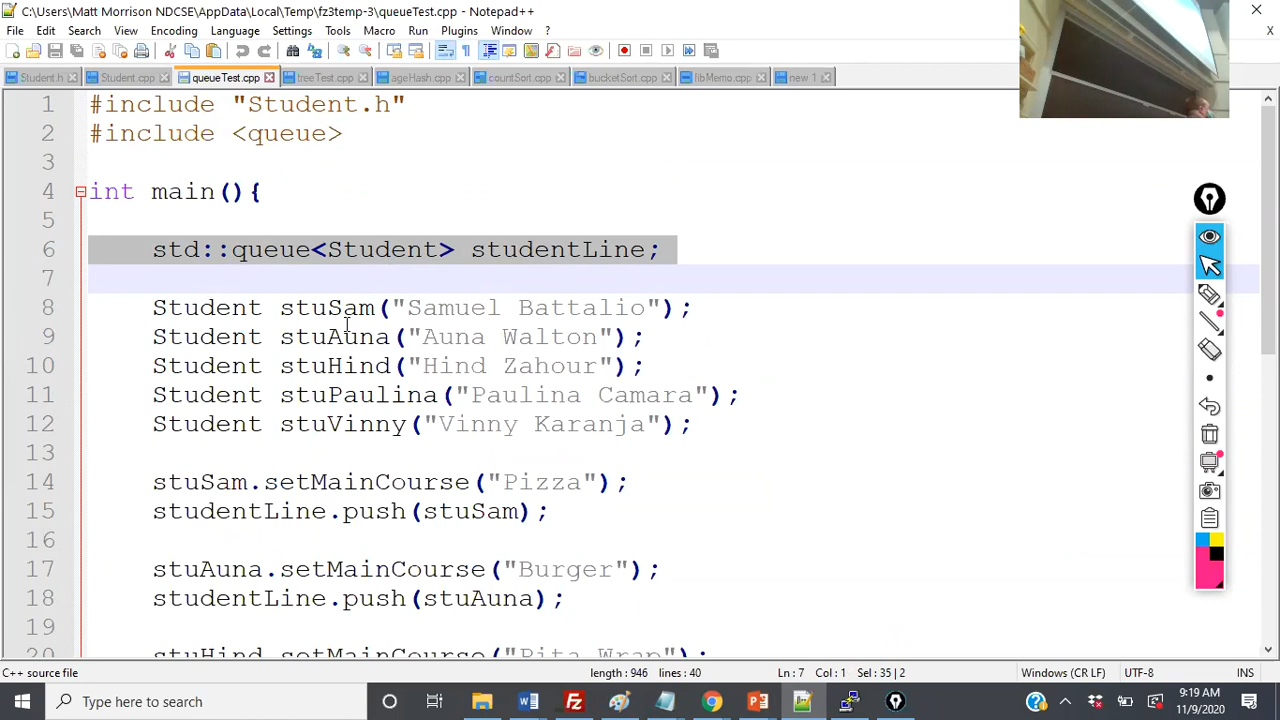 C:\Users\Matt Morrison NDCSE\AppData\Local\Temp\fz3temp-3\queueTest.cpp - Notepad++
File Edit Search View Encoding Language Settings Tools Macro Run Plugins Window ? X
Student.h Student.cpp queueTest.cpp treeTest.cpp ageHash.cpp countSort.cpp bucketSort.cpp fibMemo.cpp new 1
1 #include "Student.h"
2 #include <queue>
3
4 int main(){
5
6 std::queue<Student> studentLine;
7
8 Student stuSam("Samuel Battalio");
9 Student stuAuna("Auna Walton");
10 Student stuHind("Hind Zahour");
11 Student stuPaulina("Paulina Camara");
12 Student stuVinny("Vinny Karanja");
13
14 stuSam.setMainCourse("Pizza");
15 studentLine.push(stuSam);
16
17 stuAuna.setMainCourse("Burger");
18 studentLine.push(stuAuna);
19
20 stuHind.setMainCourse("Pita Wrap");
C++ source file length : 946 lines : 40 Ln : 7 Col : 1 Sel : 35 | 2 Windows (CR LF) UTF-8 INS
Type here to search
9:19 AM
11/9/2020